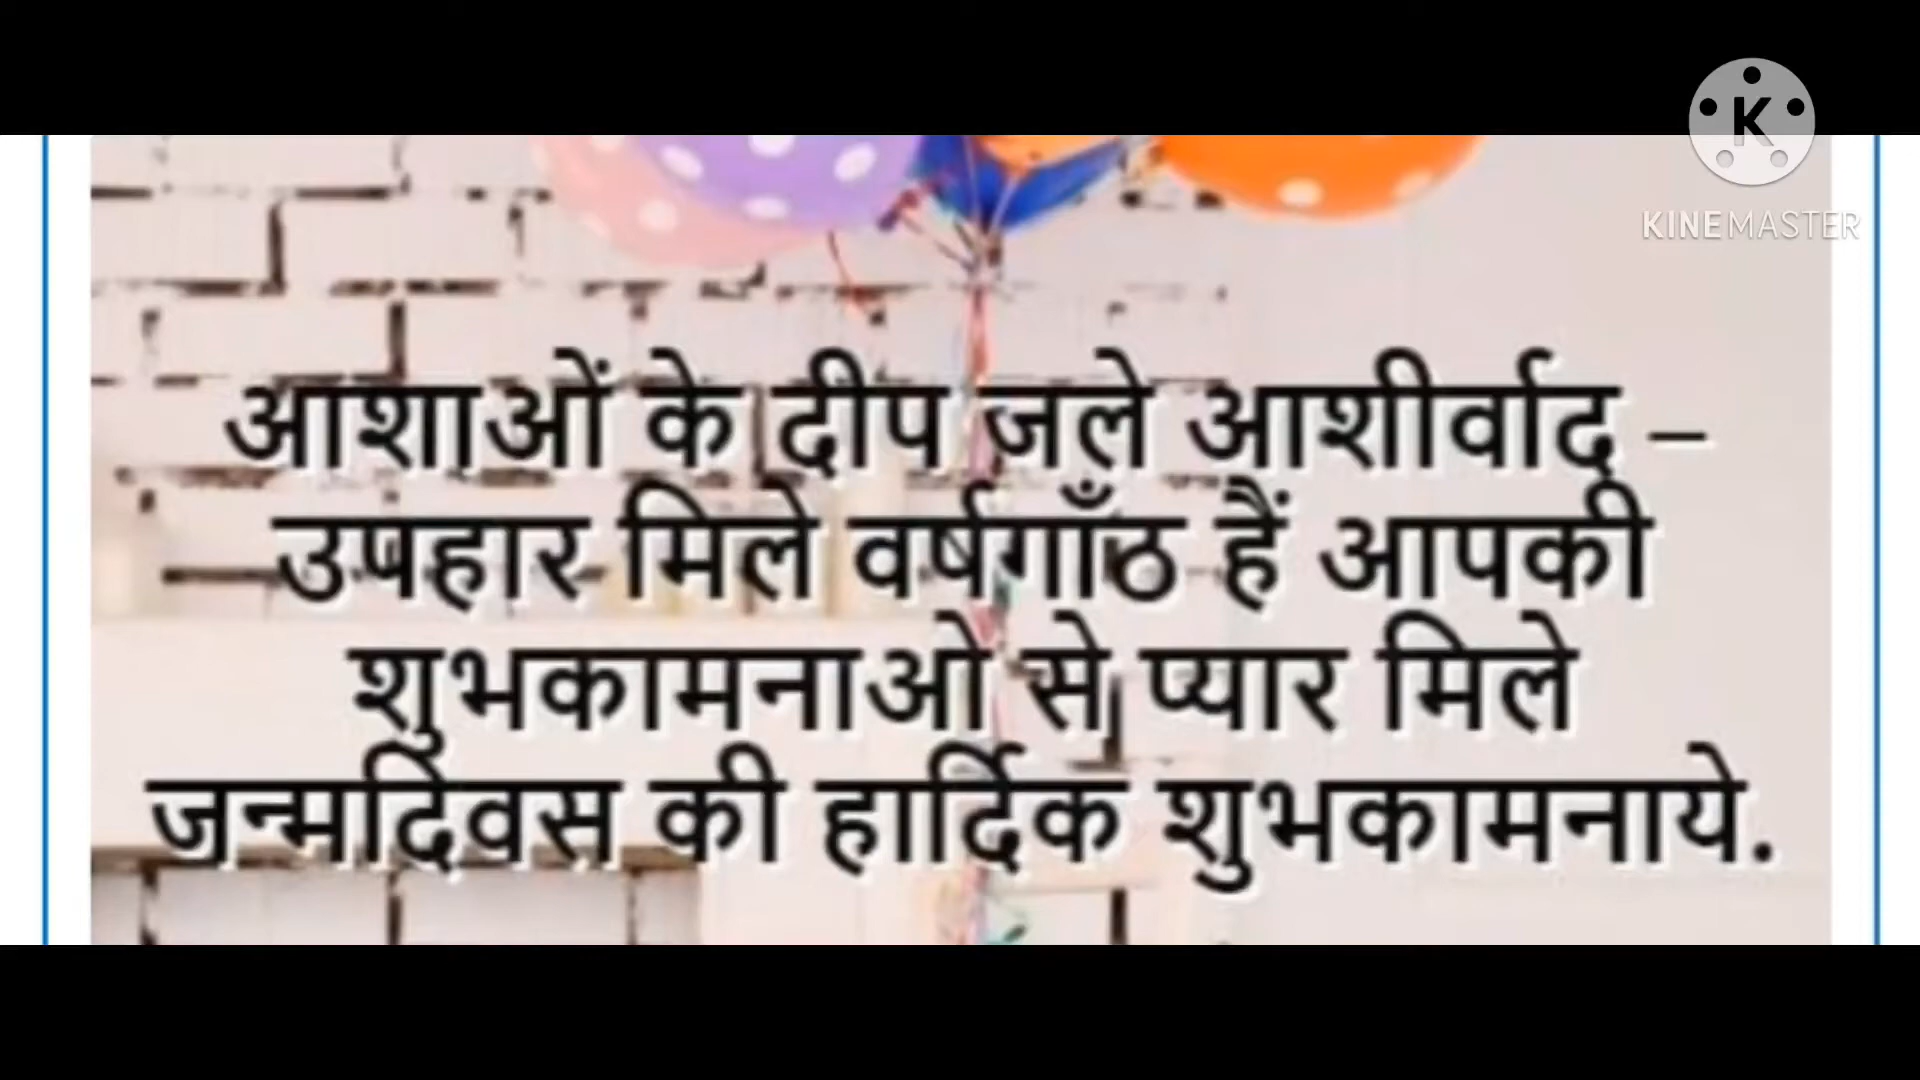 K
KINEMASTER
आशाओं के दीप जले आशीर्वाद –
उपहार मिले वर्षगाँठ हैं आपकी
शुभकामनाओ से प्यार मिले
जन्मदिवस की हार्दिक शुभकामनाये.